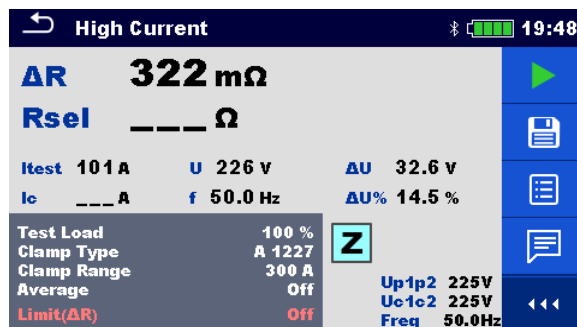 High Current 19:48
ΔR 322 mΩ
Rsel ___ Ω
Itest 101 A U 226 V ΔU 32.6 V
Ic ___ A f 50.0 Hz ΔU% 14.5 %
Test Load 100 %
Clamp Type A 1227
Clamp Range 300 A
Average Off
Limit(ΔR) Off
Z
Up1p2 225V
Uc1c2 225V
Freq 50.0Hz